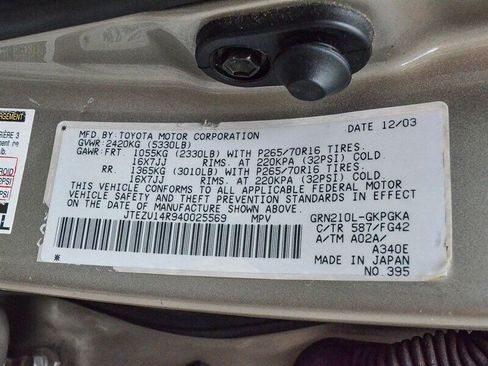 MFD. BY: TOYOTA MOTOR CORPORATION DATE 12/03
GVWR: 2420KG (5330LB)
GAWR: FRT. 1055KG (2330LB) WITH P265/70R16 TIRES.
16X7JJ RIMS. AT 220KPA (32PSI) COLD.
RR. 1365KG (3010LB) WITH P265/70R16 TIRES.
16X7JJ RIMS. AT 220KPA (32PSI) COLD.
THIS VEHICLE CONFORMS TO ALL APPLICABLE FEDERAL MOTOR
VEHICLE SAFETY AND THEFT PREVENTION STANDARDS IN EFFECT
ON THE DATE OF MANUFACTURE SHOWN ABOVE.
JTEZU14R940025569 MPV GRN210L-GKPGKA
C/TR 587/FG42
A/TM A02A/
A340E
MADE IN JAPAN
NO. 395
* *
RIÈRE 3
PSI
2PSI